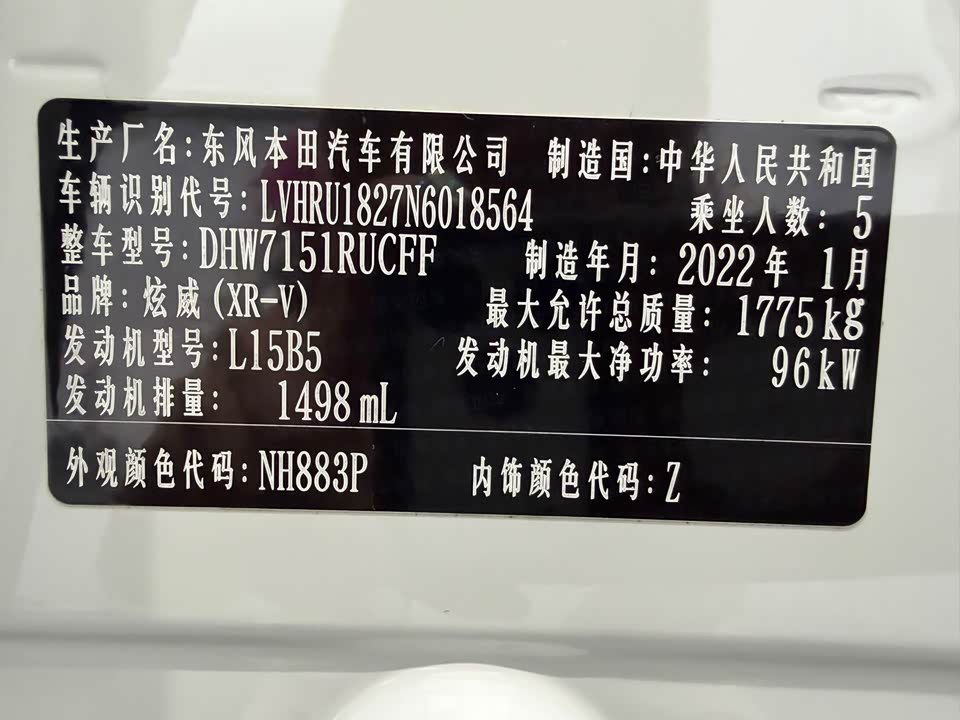 生产厂名:东风本田汽车有限公司 制造国:中华人民共和国
车辆识别代号:LVHRU1827N6018564 乘坐人数:5
整车型号:DHW7151RUCFF 制造年月:2022年 1月
品牌:炫威(XR-V) 最大允许总质量:1775kg
发动机型号:L15B5 发动机最大净功率:96kW
发动机排量: 1498mL
外观颜色代码:NH883P 内饰颜色代码:Z